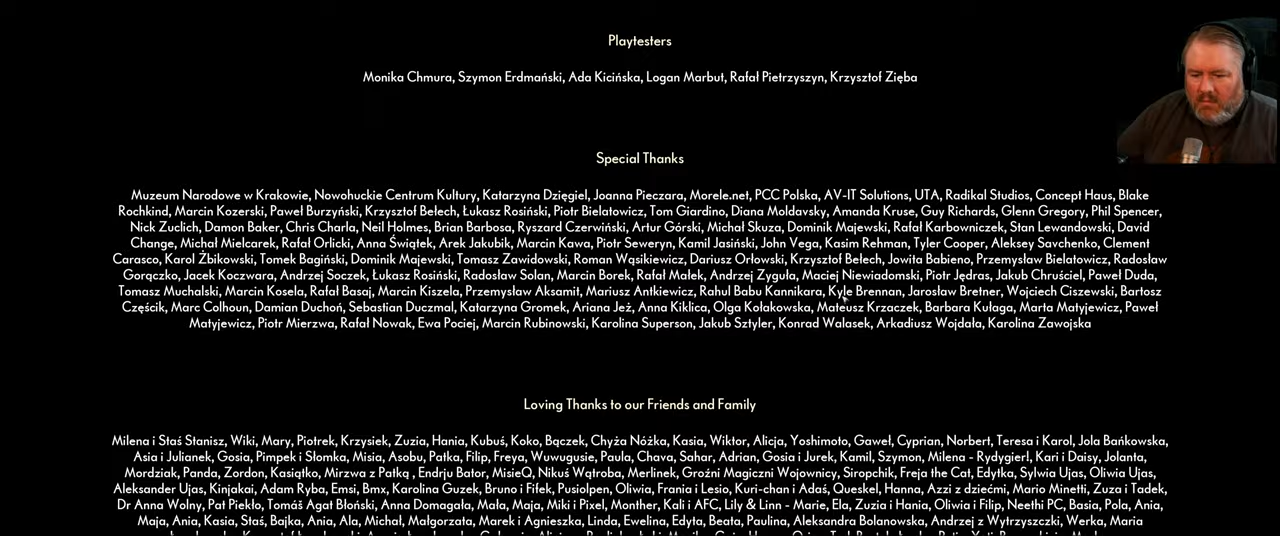 Playtesters
Monika Chmura, Szymon Erdmański, Ada Kicińska, Logan Marbut, Rafał Pietrzyszyn, Krzysztof Zięba
Special Thanks
Muzeum Narodowe w Krakowie, Nowohuckie Centrum Kultury, Katarzyna Dzięgiel, Joanna Pieczara, Morele.net, PCC Polska, AV-IT Solutions, UTA, Radikal Studios, Concept Haus, Blake
Rochkind, Marcin Kozerski, Paweł Burzyński, Krzysztof Bełech, Łukasz Rosiński, Piotr Bielatowicz, Tom Giardino, Diana Moldavsky, Amanda Kruse, Guy Richards, Glenn Gregory, Phil Spencer,
Nick Zuclich, Damon Baker, Chris Charla, Neil Holmes, Brian Barbosa, Ryszard Czerwiński, Artur Górski, Michał Skuza, Dominik Majewski, Rafał Karbowniczek, Stan Lewandowski, David
Change, Michał Mielcarek, Rafał Orlicki, Anna Świątek, Arek Jakubik, Marcin Kawa, Piotr Seweryn, Kamil Jasiński, John Vega, Kasim Rehman, Tyler Cooper, Aleksey Savchenko, Clement
Carasco, Karol Żbikowski, Tomek Bagiński, Dominik Majewski, Tomasz Zawidowski, Roman Wąsikiewicz, Dariusz Orłowski, Krzysztof Bełech, Jowita Babieno, Przemysław Bielatowicz, Radosław
Gorączko, Jacek Koczwara, Andrzej Soczek, Łukasz Rosiński, Radosław Solan, Marcin Borek, Rafał Małek, Andrzej Zyguła, Maciej Niewiadomski, Piotr Jędras, Jakub Chruściel, Paweł Duda,
Tomasz Muchalski, Marcin Kosela, Rafał Basaj, Marcin Kiszela, Przemysław Aksamit, Mariusz Antkiewicz, Rahul Babu Kannikara, Kyle Brennan, Jarosław Bretner, Wojciech Ciszewski, Bartosz
Częścik, Marc Colhoun, Damian Duchoń, Sebastian Duczmal, Katarzyna Gromek, Ariana Jeż, Anna Kiklica, Olga Kołakowska, Mateusz Krzaczek, Barbara Kułaga, Marta Matyjewicz, Paweł
Matyjewicz, Piotr Mierzwa, Rafał Nowak, Ewa Pociej, Marcin Rubinowski, Karolina Superson, Jakub Sztyler, Konrad Walasek, Arkadiusz Wojdała, Karolina Zawojska
Loving Thanks to our Friends and Family
Milena i Staś Stanisz, Wiki, Mary, Piotrek, Krzysiek, Zuzia, Hania, Kubuś, Koko, Bączek, Chyża Nóżka, Kasia, Wiktor, Alicja, Yoshimoto, Gaweł, Cyprian, Norbert, Teresa i Karol, Jola Bańkowska,
Asia i Julianek, Gosia, Pimpek i Słomka, Misia, Asobu, Patka, Filip, Freya, Wuwugusie, Paula, Chava, Sahar, Adrian, Gosia i Jurek, Kamil, Szymon, Milena - Rydygierl, Kari i Daisy, Jolanta,
Mordziak, Panda, Zordon, Kasiątko, Mirzwa z Patką , Endrju Bator, MisieQ, Nikuś Wątroba, Merlinek, Groźni Magiczni Wojownicy, Siropchik, Freja the Cat, Edytka, Sylwia Ujas, Oliwia Ujas,
Aleksander Ujas, Kinjakai, Adam Ryba, Emsi, Bmx, Karolina Guzek, Bruno i Fifek, Pusiolpen, Oliwia, Frania i Lesio, Kuri-chan i Adaś, Queskel, Hanna, Azzi z dziećmi, Mario Minetti, Zuza i Tadek,
Dr Anna Wolny, Pat Piekło, Tomáš Agat Błoński, Anna Domagała, Mała, Maja, Miki i Pixel, Monther, Kali i AFC, Lily & Linn - Marie, Ela, Zuzia i Hania, Oliwia i Filip, Neethi PC, Basia, Pola, Ania,
Maja, Ania, Kasia, Staś, Bajka, Ania, Ala, Michał, Małgorzata, Marek i Agnieszka, Linda, Ewelina, Edyta, Beata, Paulina, Aleksandra Bolanowska, Andrzej z Wytrzyszczki, Werka, Maria